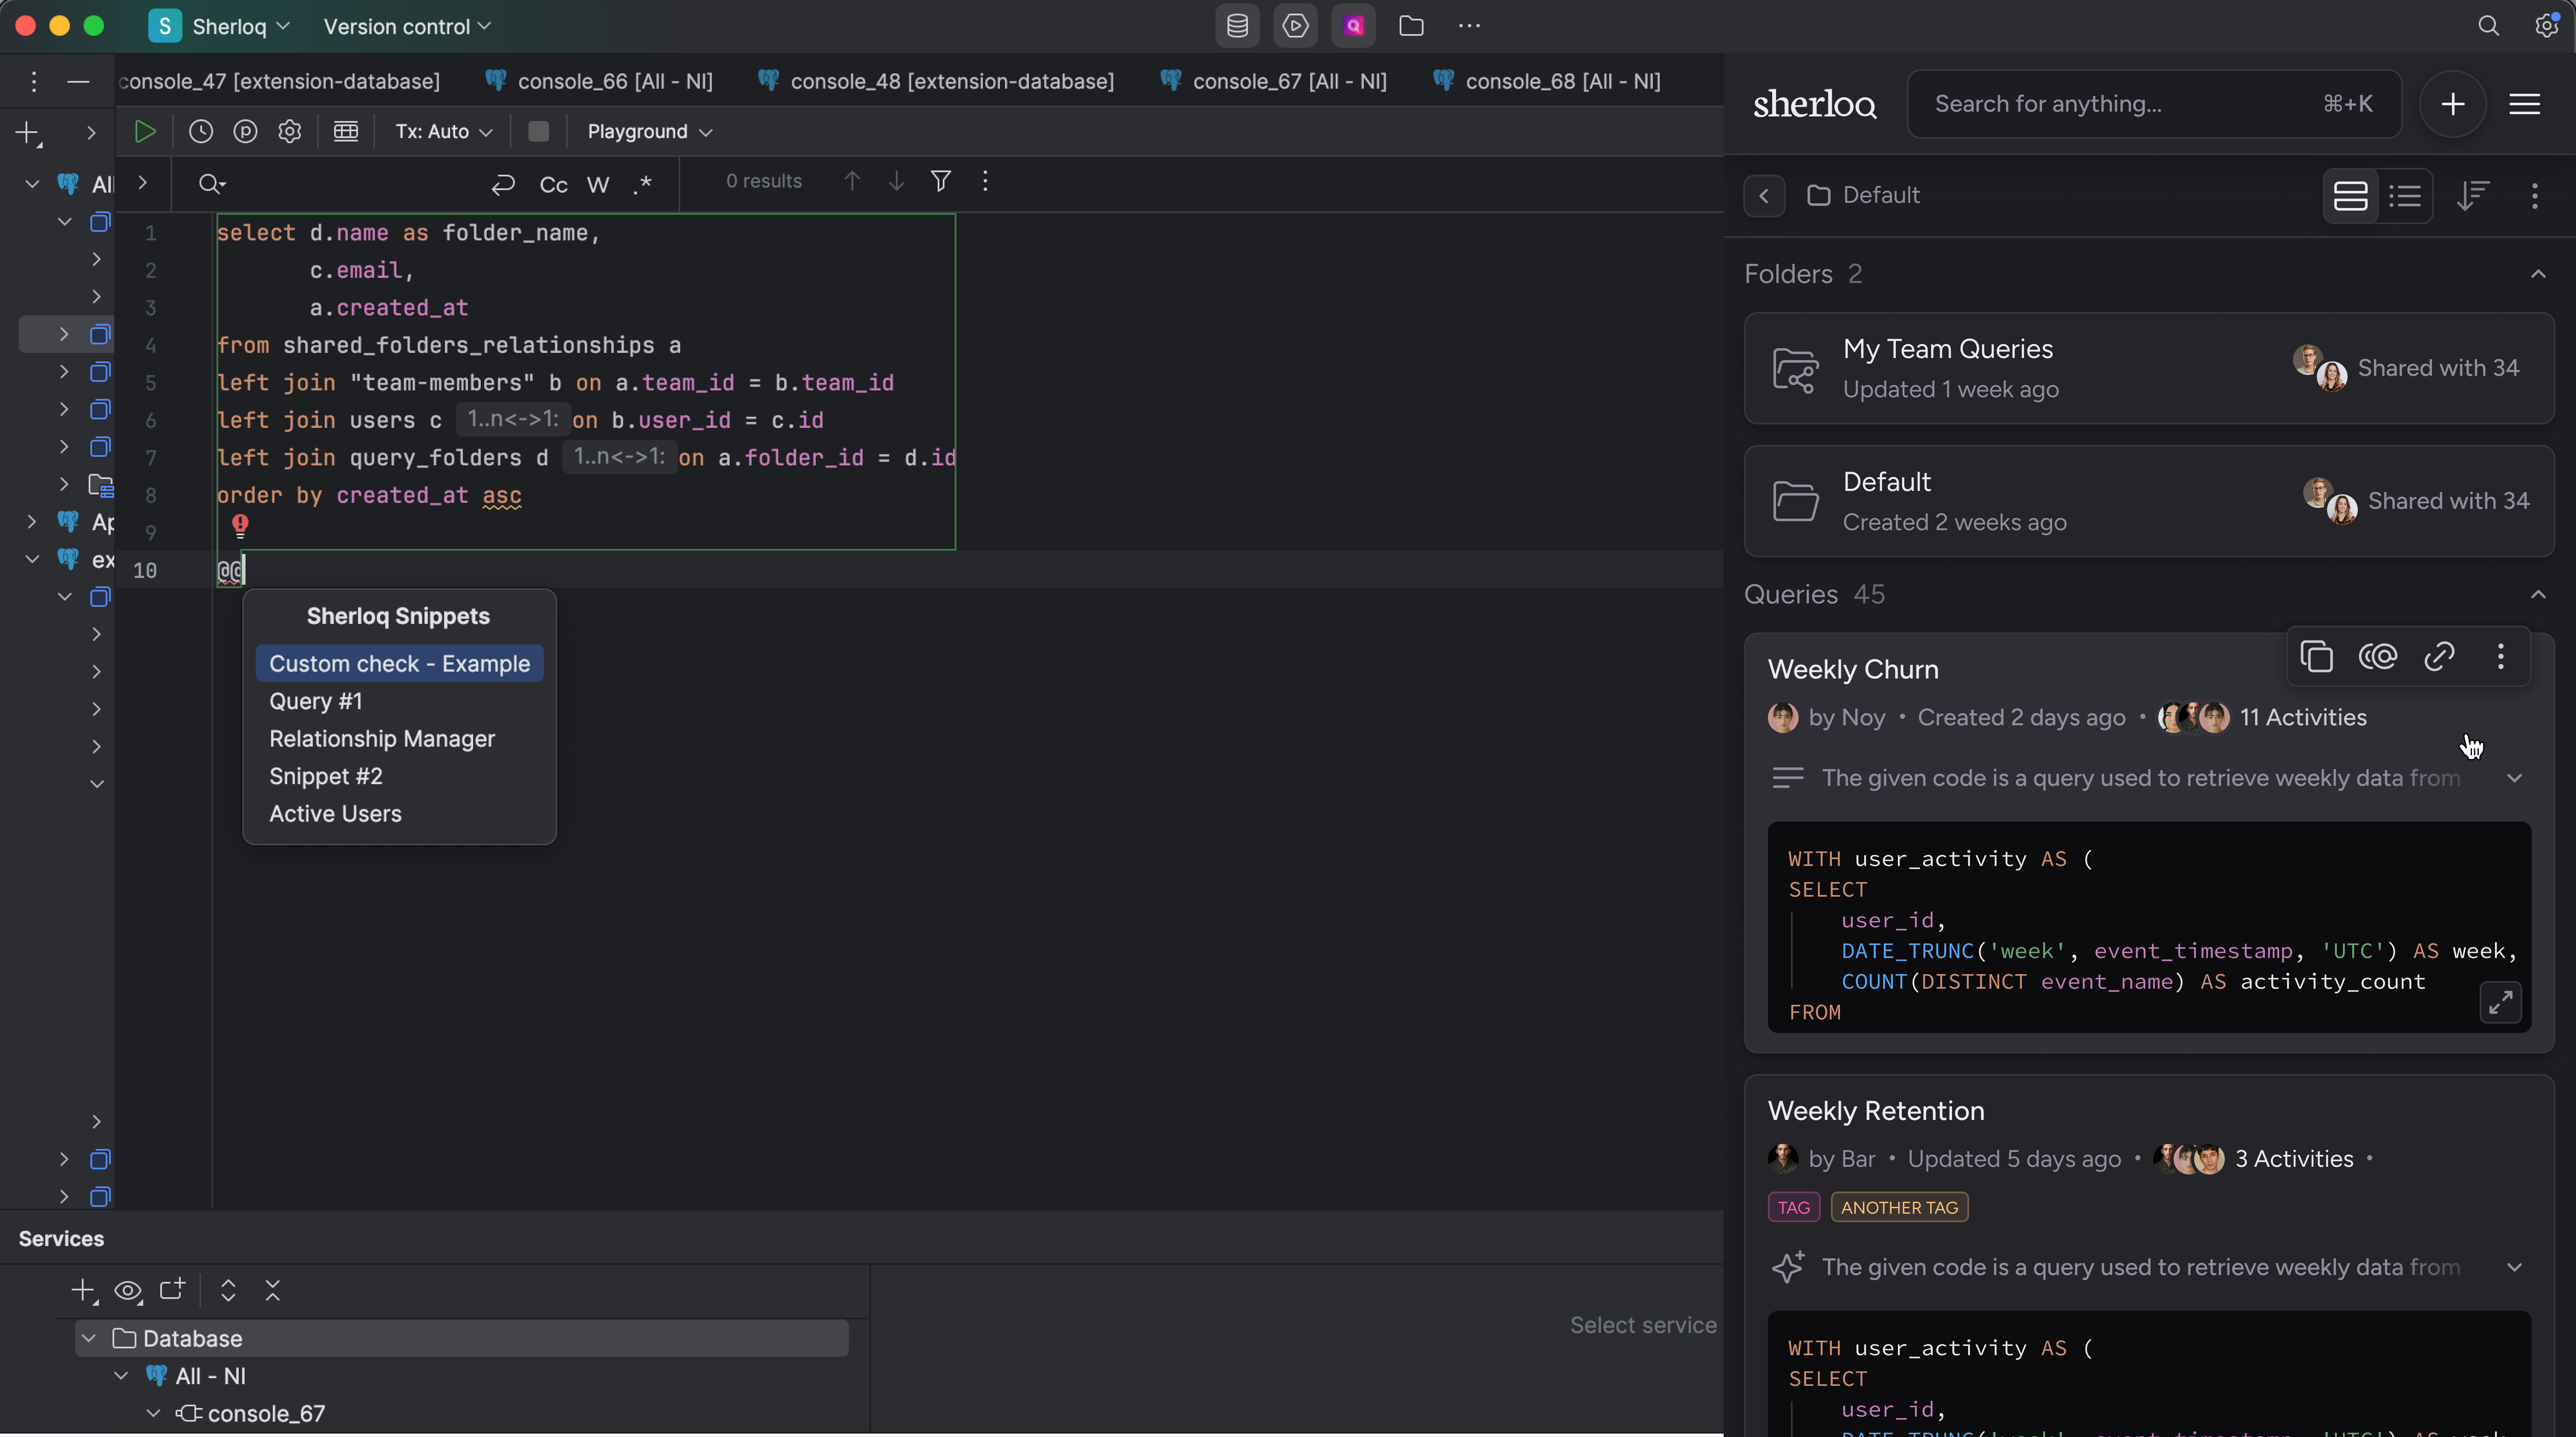 S Sherloq Version control
console_47 [extension-database] console_66 [All - NI] console_48 [extension-database] console_67 [All - NI] console_68 [All - NI]
Tx: Auto Playground
Cc W .* 0 results
All
Ap
ex
1 select d.name as folder_name,
2 c.email,
3 a.created_at
4 from shared_folders_relationships a
5 left join "team-members" b on a.team_id = b.team_id
6 left join users c 1..n<->1: on b.user_id = c.id
7 left join query_folders d 1..n<->1: on a.folder_id = d.id
8 order by created_at asc
9
10 @@
Sherloq Snippets
Custom check - Example
Query #1
Relationship Manager
Snippet #2
Active Users
Services
Database
All - NI
console_67
Select service
sherloq Search for anything... ⌘+K
Default
Folders 2
My Team Queries
Updated 1 week ago
Shared with 34
Default
Created 2 weeks ago
Shared with 34
Queries 45
Weekly Churn
by Noy • Created 2 days ago • 11 Activities
The given code is a query used to retrieve weekly data from
WITH user_activity AS (
SELECT
user_id,
DATE_TRUNC('week', event_timestamp, 'UTC') AS week,
COUNT(DISTINCT event_name) AS activity_count
FROM
Weekly Retention
by Bar • Updated 5 days ago • 3 Activities •
TAG ANOTHER TAG
The given code is a query used to retrieve weekly data from
WITH user_activity AS (
SELECT
user_id,
DATE_TRUNC('week', event_timestamp, 'UTC') AS week,